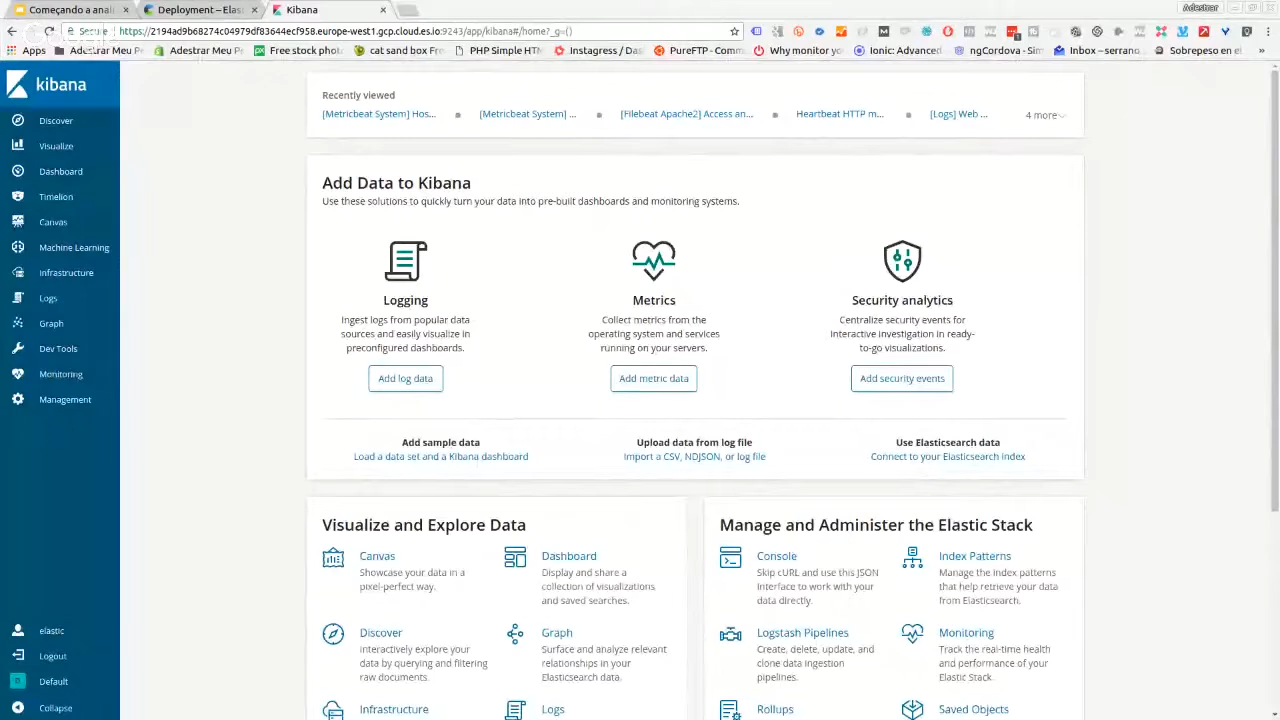 Começando a anali
Deployment – Elas
Kibana
Adestrar
Secure
https://2194ad9b68274c04979df83644ecf958.europe-west1.gcp.cloud.es.io:9243/app/kibana#/home?_g=()
Apps
Adestrar Meu Pe
Adestrar Meu P
Free stock photo
cat sand box Fre
PHP Simple HTM
Instagress / Das
PureFTP - Comm
Why monitor yo
Ionic: Advanced
ngCordova - Sim
Inbox – serrano.
Sobrepeso en el
kibana
Discover
Visualize
Dashboard
Timelion
Canvas
Machine Learning
Infrastructure
Logs
Graph
Dev Tools
Monitoring
Management
elastic
Logout
D
Default
Collapse
Recently viewed
[Metricbeat System] Hos...
[Metricbeat System] ...
[Filebeat Apache2] Access an...
Heartbeat HTTP m...
[Logs] Web ...
4 more
Add Data to Kibana
Use these solutions to quickly turn your data into pre-built dashboards and monitoring systems.
Logging
Ingest logs from popular data
sources and easily visualize in
preconfigured dashboards.
Add log data
Metrics
Collect metrics from the
operating system and services
running on your servers.
Add metric data
Security analytics
Centralize security events for
interactive investigation in ready-
to-go visualizations.
Add security events
Add sample data
Load a data set and a Kibana dashboard
Upload data from log file
Import a CSV, NDJSON, or log file
Use Elasticsearch data
Connect to your Elasticsearch index
Visualize and Explore Data
Canvas
Showcase your data in a
pixel-perfect way.
Dashboard
Display and share a
collection of visualizations
and saved searches.
Discover
Interactively explore your
data by querying and filtering
raw documents.
Graph
Surface and analyze relevant
relationships in your
Elasticsearch data.
Infrastructure
Logs
Manage and Administer the Elastic Stack
Console
Skip cURL and use this JSON
interface to work with your
data directly.
Index Patterns
Manage the index patterns
that help retrieve your data
from Elasticsearch.
Logstash Pipelines
Create, delete, update, and
clone data ingestion
pipelines.
Monitoring
Track the real-time health
and performance of your
Elastic Stack.
Rollups
Saved Objects